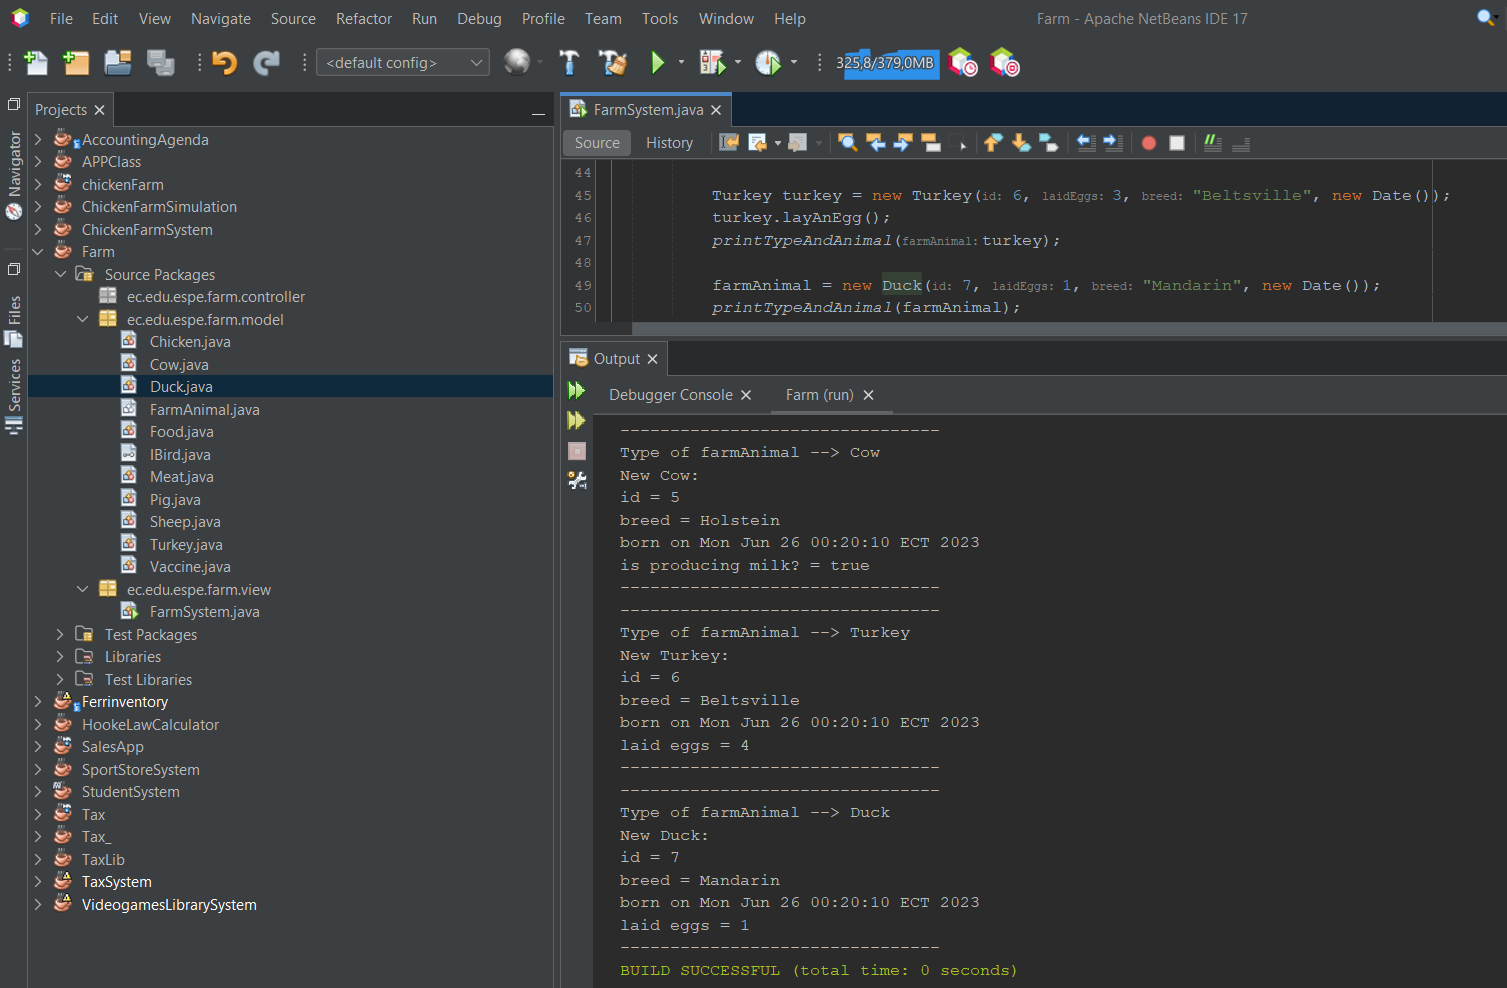 File Edit View Navigate Source Refactor Run Debug Profile Team Tools Window Help Farm - Apache NetBeans IDE 17
<default config> 325,8/379,0MB
Projects
Navigator
Files
Services
AccountingAgenda
APPClass
chickenFarm
ChickenFarmSimulation
ChickenFarmSystem
Farm
Source Packages
ec.edu.espe.farm.controller
ec.edu.espe.farm.model
Chicken.java
Cow.java
Duck.java
FarmAnimal.java
Food.java
IBird.java
Meat.java
Pig.java
Sheep.java
Turkey.java
Vaccine.java
ec.edu.espe.farm.view
FarmSystem.java
Test Packages
Libraries
Test Libraries
Ferrinventory
HookeLawCalculator
SalesApp
SportStoreSystem
StudentSystem
Tax
Tax_
TaxLib
TaxSystem
VideogamesLibrarySystem
FarmSystem.java
Source History
44
45 Turkey turkey = new Turkey(id: 6, laidEggs: 3, breed: "Beltsville", new Date());
46 turkey.layAnEgg();
47 printTypeAndAnimal(farmAnimal: turkey);
48
49 farmAnimal = new Duck(id: 7, laidEggs: 1, breed: "Mandarin", new Date());
50 printTypeAndAnimal(farmAnimal);
Output
Debugger Console Farm (run)
--------------------------------
Type of farmAnimal --> Cow
New Cow:
id = 5
breed = Holstein
born on Mon Jun 26 00:20:10 ECT 2023
is producing milk? = true
--------------------------------
--------------------------------
Type of farmAnimal --> Turkey
New Turkey:
id = 6
breed = Beltsville
born on Mon Jun 26 00:20:10 ECT 2023
laid eggs = 4
--------------------------------
--------------------------------
Type of farmAnimal --> Duck
New Duck:
id = 7
breed = Mandarin
born on Mon Jun 26 00:20:10 ECT 2023
laid eggs = 1
--------------------------------
BUILD SUCCESSFUL (total time: 0 seconds)